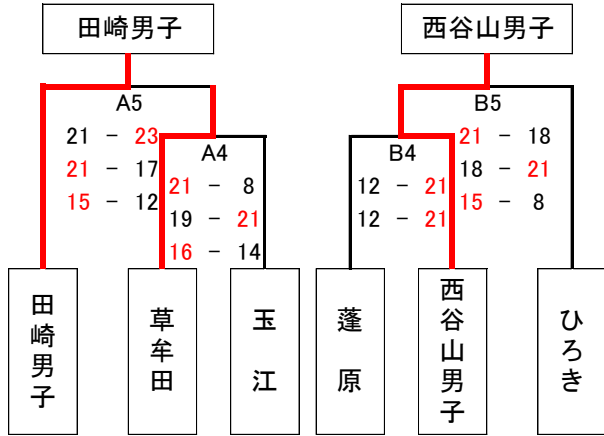 田崎男子
西谷山男子
A5
21 - 23
21 - 17
15 - 12
A4
21 - 8
19 - 21
16 - 14
B4
12 - 21
12 - 21
B5
21 - 18
18 - 21
15 - 8
田崎男子
草牟田
玉江
蓬原
西谷山男子
ひろき